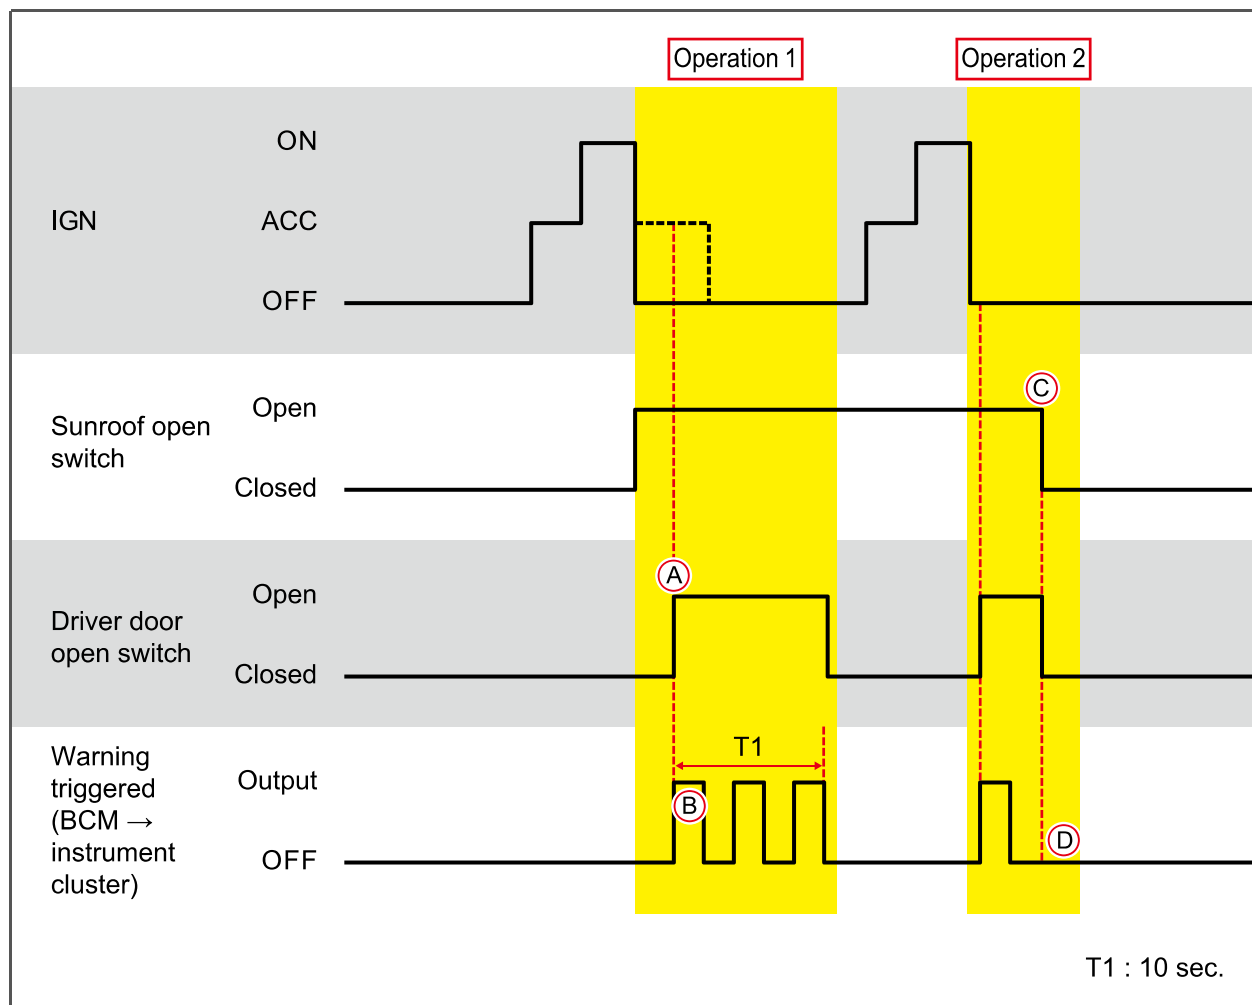 Operation 1
Operation 2
IGN
ON
ACC
OFF
Sunroof open
switch
Open
Closed
C
Driver door
open switch
Open
Closed
A
Warning
triggered
(BCM →
instrument
cluster)
Output
OFF
T1
B
D
T1 : 10 sec.